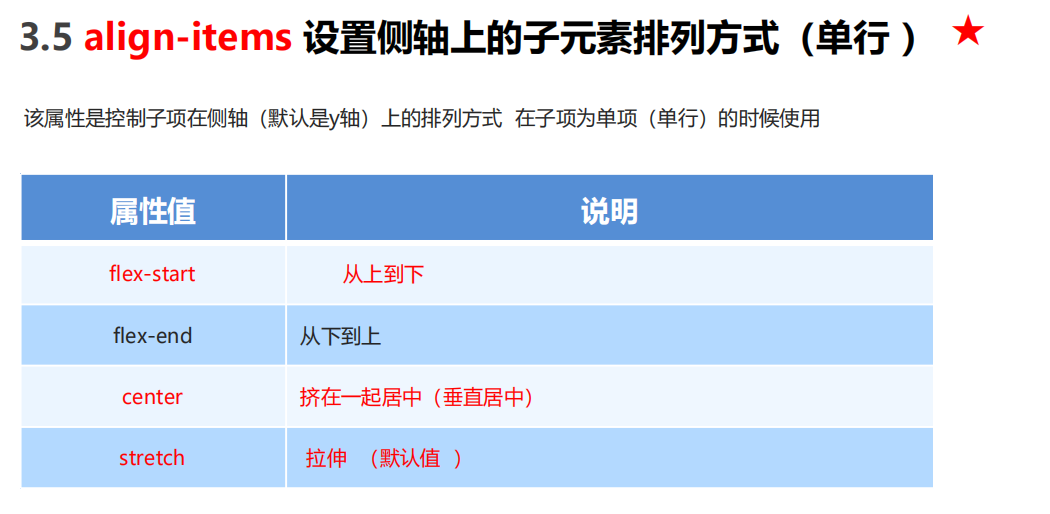 3.5 align-items 设置侧轴上的子元素排列方式（单行 ）
该属性是控制子项在侧轴（默认是y轴）上的排列方式 在子项为单项（单行）的时候使用
属性值 说明
flex-start 从上到下
flex-end 从下到上
center 挤在一起居中（垂直居中）
stretch 拉伸 （默认值 ）